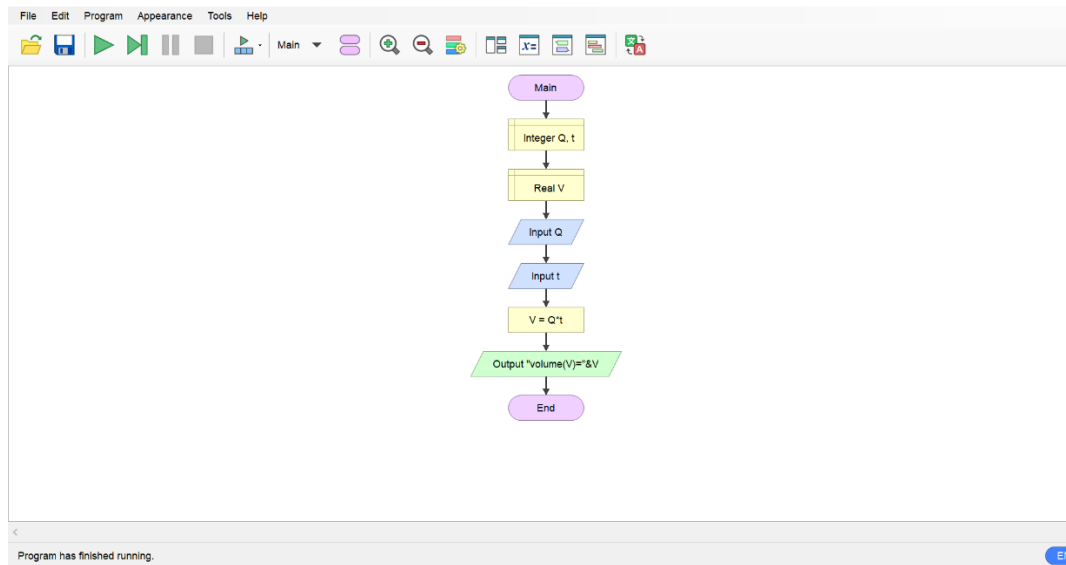 File Edit Program Appearance Tools Help
Main
Main
Integer Q, t
Real V
Input Q
Input t
V = Q*t
Output "volume(V)="&V
End
Program has finished running.